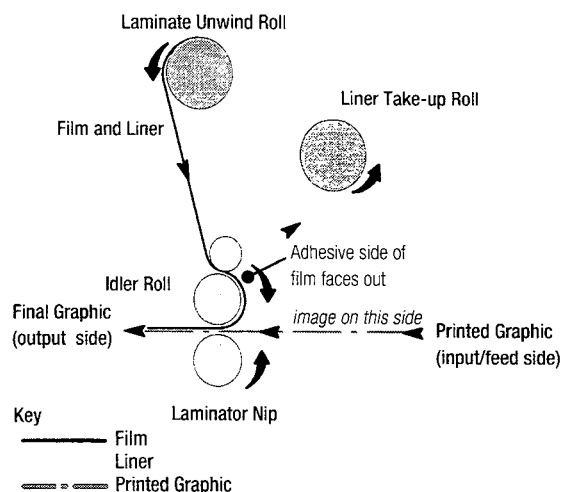 Laminate Unwind Roll
Liner Take-up Roll
Film and Liner
Adhesive side of
film faces out
Idler Roll
Final Graphic
(output side)
image on this side
Printed Graphic
(input/feed side)
Laminator Nip
Key
Film
Liner
Printed Graphic